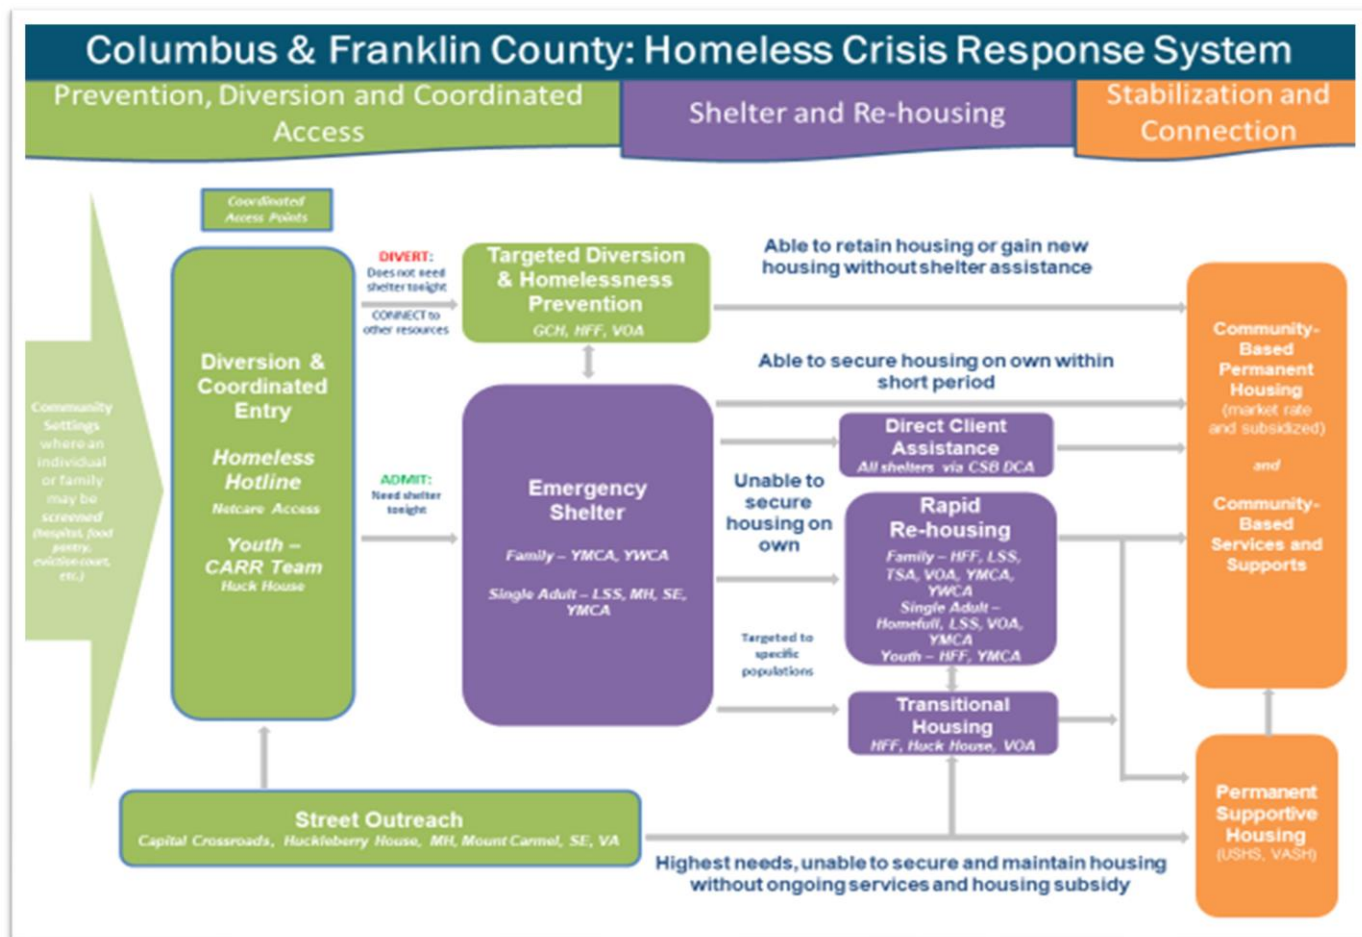 Columbus & Franklin County: Homeless Crisis Response System
Prevention, Diversion and Coordinated
Access
Shelter and Re-housing
Stabilization and
Connection
Coordinated
Access Points
Community
Settings
where an
individual
or family
may be
screened
(hospital, food
pantry,
eviction court,
etc.)
Diversion &
Coordinated
Entry
Homeless
Hotline
Netcare Access
Youth –
CARR Team
Huck House
DIVERT:
Does not need
shelter tonight
CONNECT to
other resources
ADMIT:
Need shelter
tonight
Targeted Diversion
& Homelessness
Prevention
GCH, HFF, VOA
Emergency
Shelter
Family – YMCA, YWCA
Single Adult – LSS, MH, SE,
YMCA
Able to retain housing or gain new
housing without shelter assistance
Able to secure housing on own within
short period
Unable to
secure
housing on
own
Targeted to
specific
populations
Direct Client
Assistance
All shelters via CSB DCA
Rapid
Re-housing
Family – HFF, LSS,
TSA, VOA, YMCA,
YWCA
Single Adult –
Homefull, LSS, VOA,
YMCA
Youth – HFF, YMCA
Transitional
Housing
HFF, Huck House, VOA
Community-
Based
Permanent
Housing
(market rate
and subsidized)
and
Community-
Based
Services and
Supports
Street Outreach
Capital Crossroads, Huckleberry House, MH, Mount Carmel, SE, VA
Highest needs, unable to secure and maintain housing
without ongoing services and housing subsidy
Permanent
Supportive
Housing
(USHS, VASH)